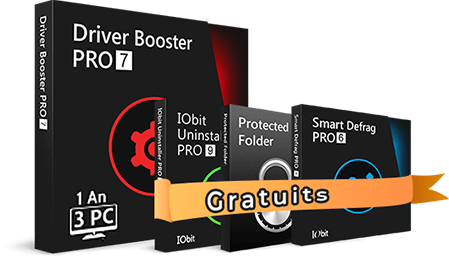 Driver Booster PRO 7
Driver Booster
PRO 7
1 An
3 PC
IObit Uninstaller PRO 9
IObit
Uninstaller
PRO 9
IObit
Protected Folder
Protected
Folder
Smart Defrag PRO 6
Smart Defrag
PRO 6
IObit
Gratuits